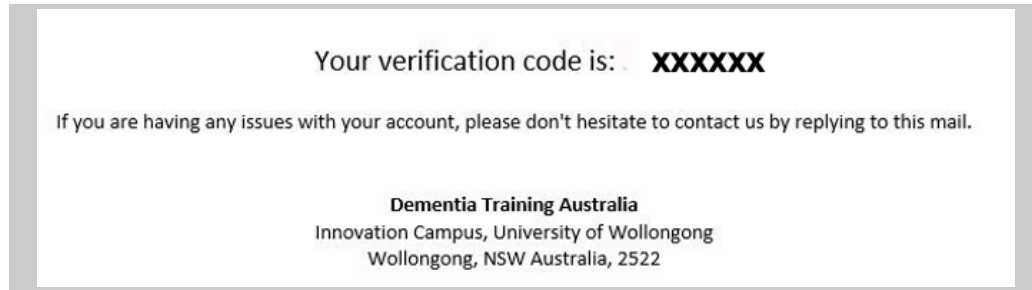 Your verification code is: XXXXXX
If you are having any issues with your account, please don't hesitate to contact us by replying to this mail.
Dementia Training Australia
Innovation Campus, University of Wollongong
Wollongong, NSW Australia, 2522